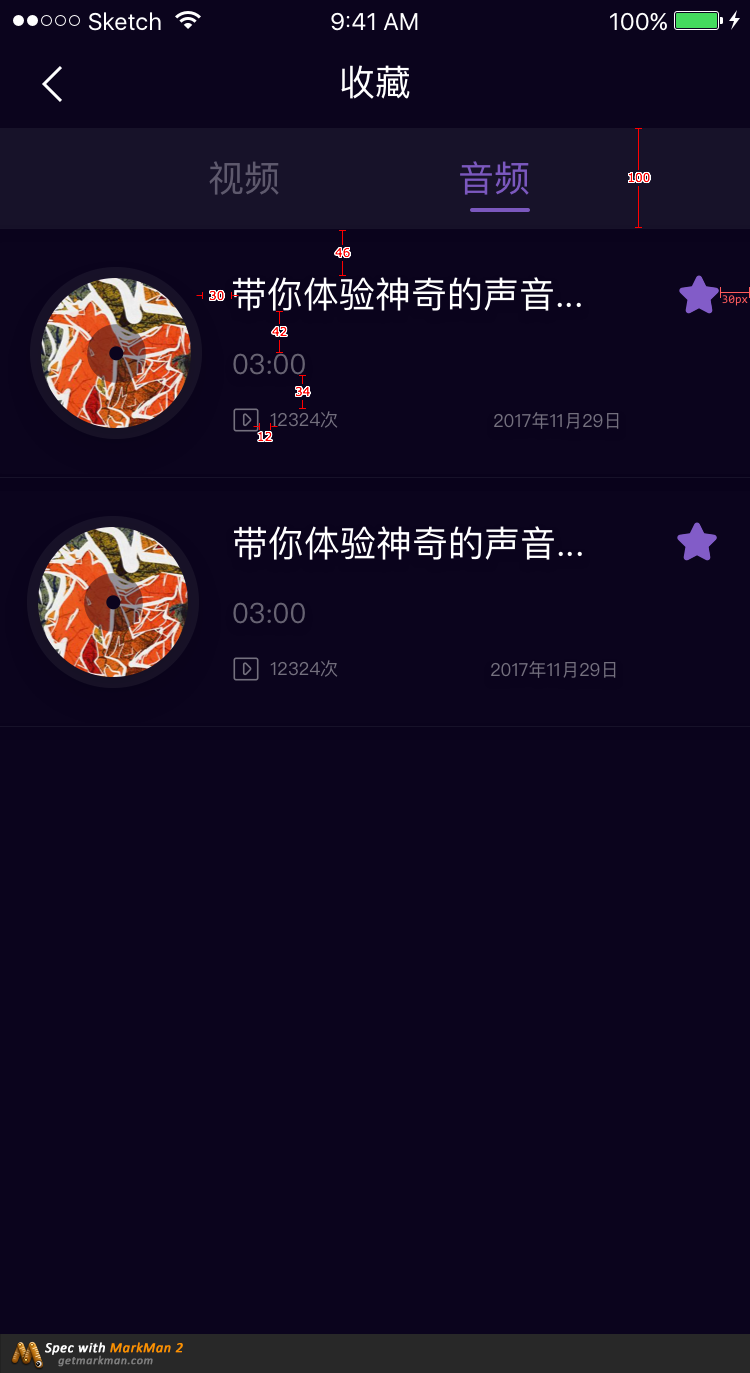 Sketch 9:41 AM 100%
收藏
视频 音频
100
46
30 带你体验神奇的声音... 30px
42
03:00
34
12324次 2017年11月29日
12
带你体验神奇的声音...
03:00
12324次 2017年11月29日
Spec with MarkMan 2
getmarkman.com